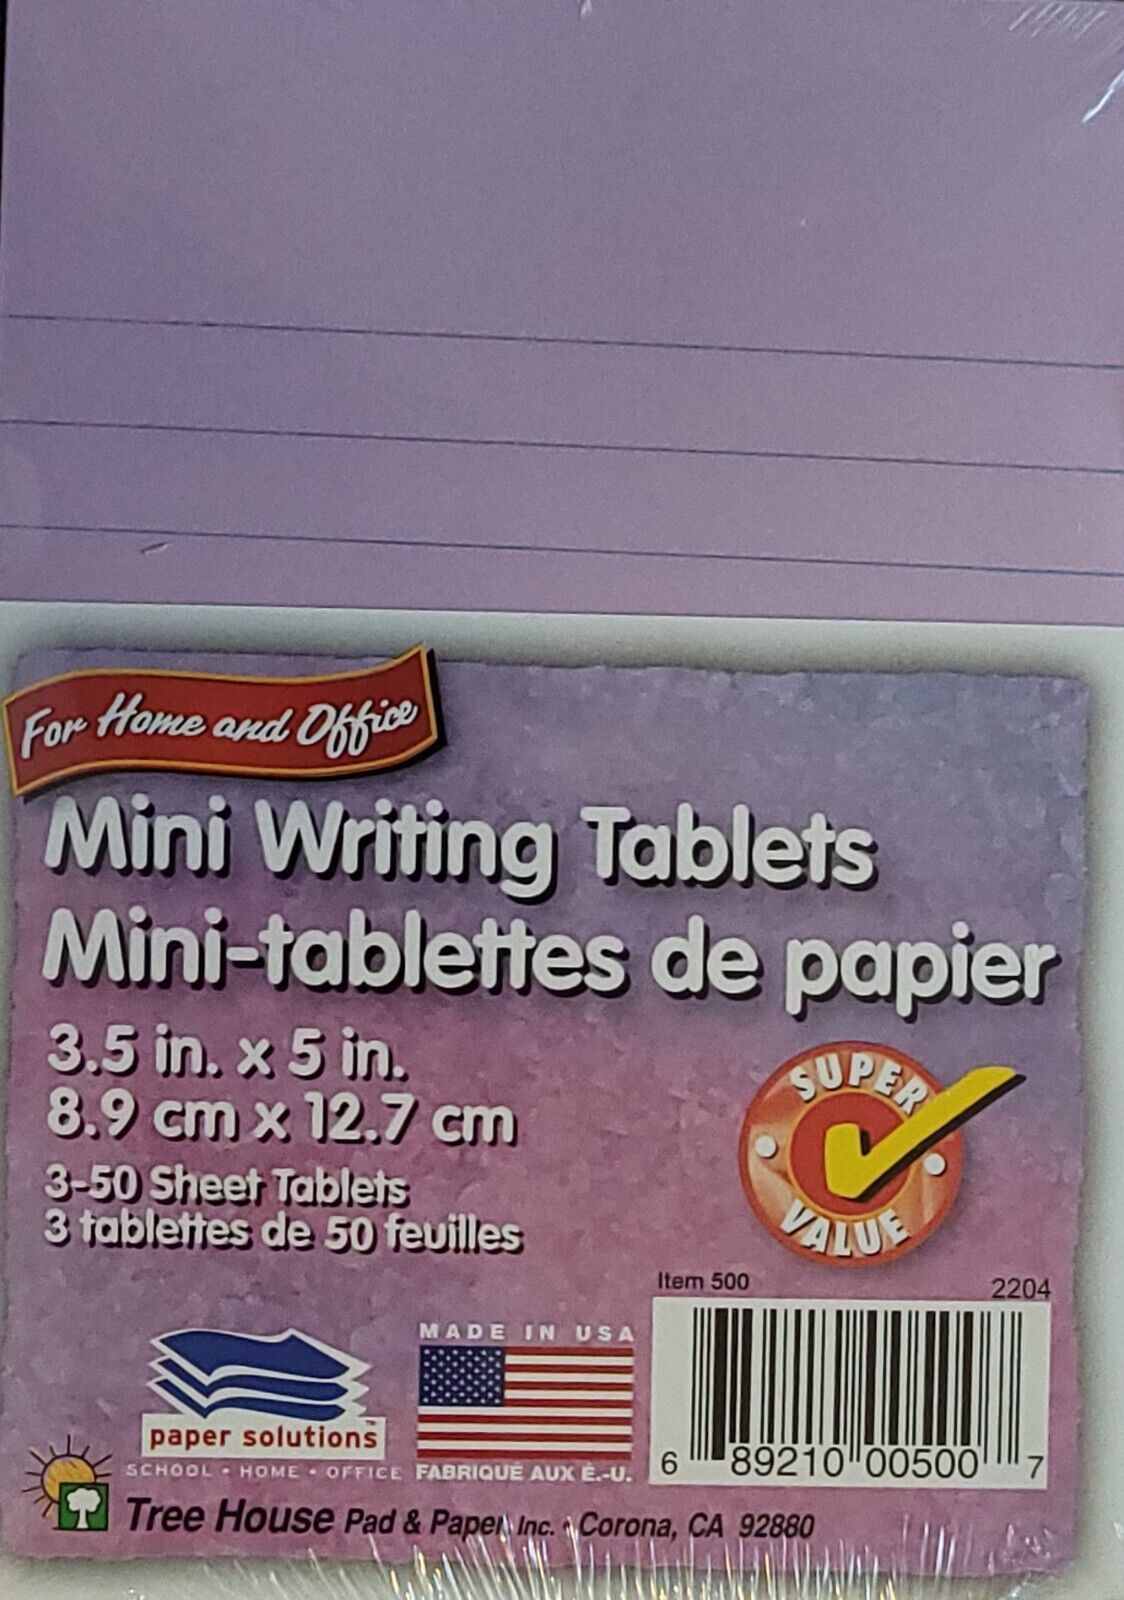 For Home and Office
Mini Writing Tablets
Mini-tablettes de papier
3.5 in. x 5 in.
8.9 cm x 12.7 cm
3-50 Sheet Tablets
3 tablettes de 50 feuilles
SUPER
VALUE
Item 500 2204
MADE IN USA
paper solutions™
SCHOOL • HOME • OFFICE
FABRIQUÉ AUX É.-U.
6 89210 00500 7
Tree House Pad & Paper Inc. • Corona, CA 92880